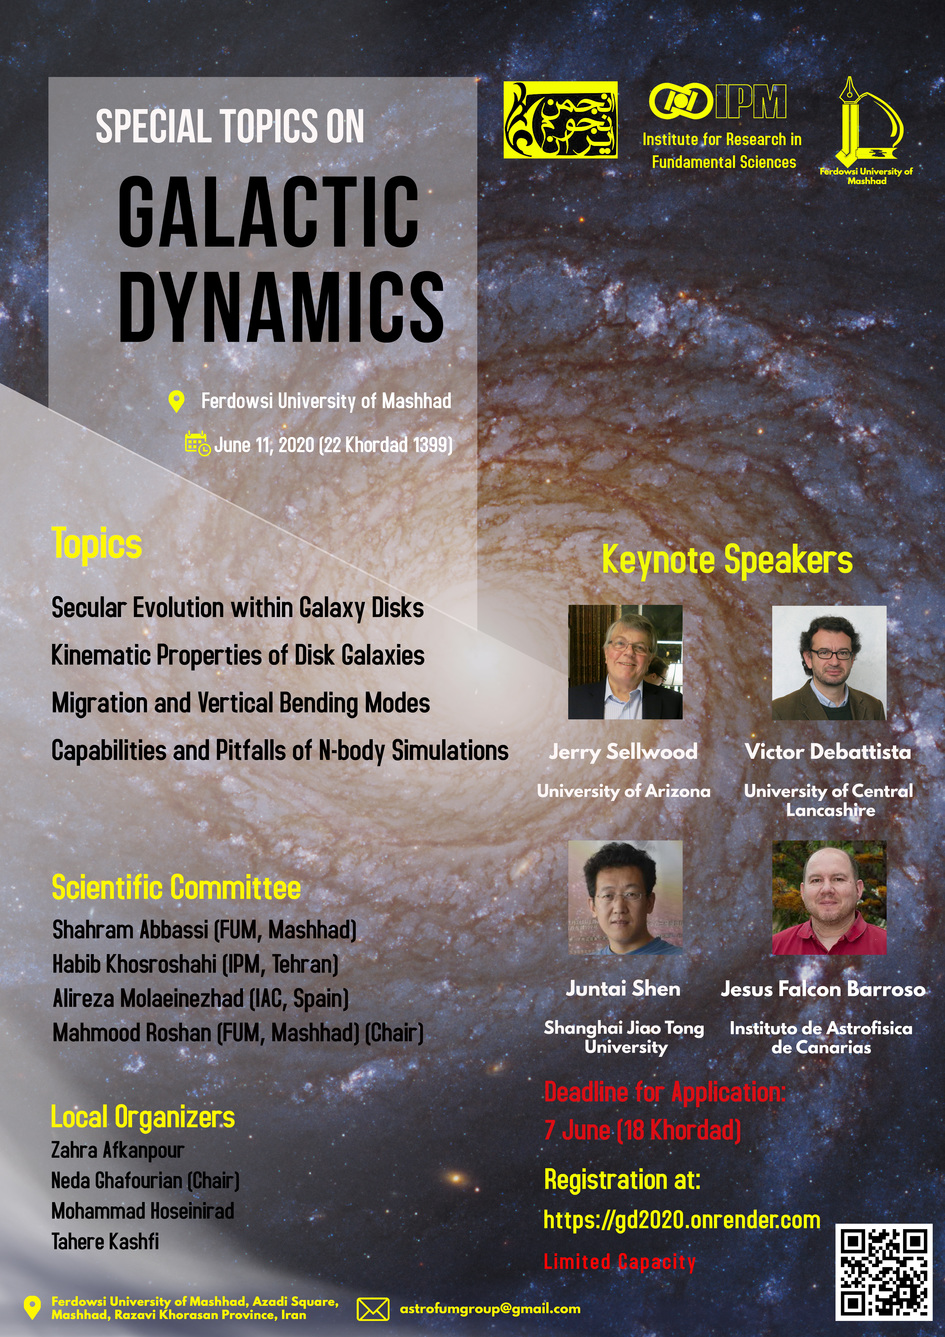 SPECIAL TOPICS ON
GALACTIC
DYNAMICS
Ferdowsi University of Mashhad
June 11, 2020 (22 Khordad 1399)
IPM
Institute for Research in
Fundamental Sciences
Ferdowsi University of
Mashhad
Topics
Secular Evolution within Galaxy Disks
Kinematic Properties of Disk Galaxies
Migration and Vertical Bending Modes
Capabilities and Pitfalls of N-body Simulations
Scientific Committee
Shahram Abbassi (FUM, Mashhad)
Habib Khosroshahi (IPM, Tehran)
Alireza Molaeinezhad (IAC, Spain)
Mahmood Roshan (FUM, Mashhad) (Chair)
Local Organizers
Zahra Afkanpour
Neda Ghafourian (Chair)
Mohammad Hoseinirad
Tahere Kashfi
Keynote Speakers
Jerry Sellwood
University of Arizona
Victor Debattista
University of Central
Lancashire
Juntai Shen
Shanghai Jiao Tong
University
Jesus Falcon Barroso
Instituto de Astrofisica
de Canarias
Deadline for Application:
7 June (18 Khordad)
Registration at:
https://gd2020.onrender.com
Limited Capacity
Ferdowsi University of Mashhad, Azadi Square,
Mashhad, Razavi Khorasan Province, Iran
astrofumgroup@gmail.com